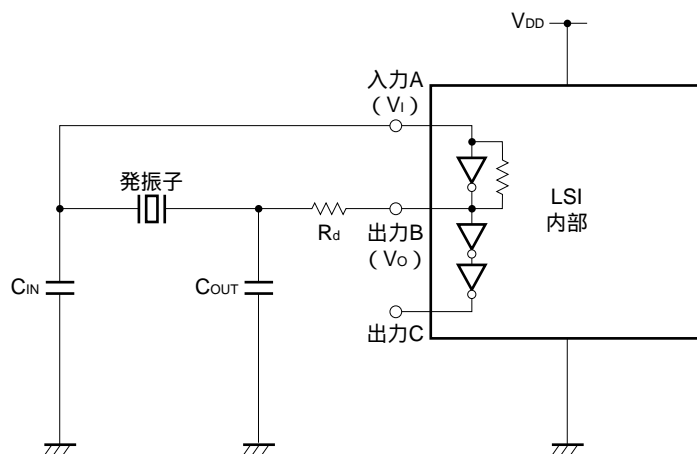 VDD
入力A
(VI)
発振子
LSI
内部
Rd
出力B
(VO)
CIN
COUT
出力C